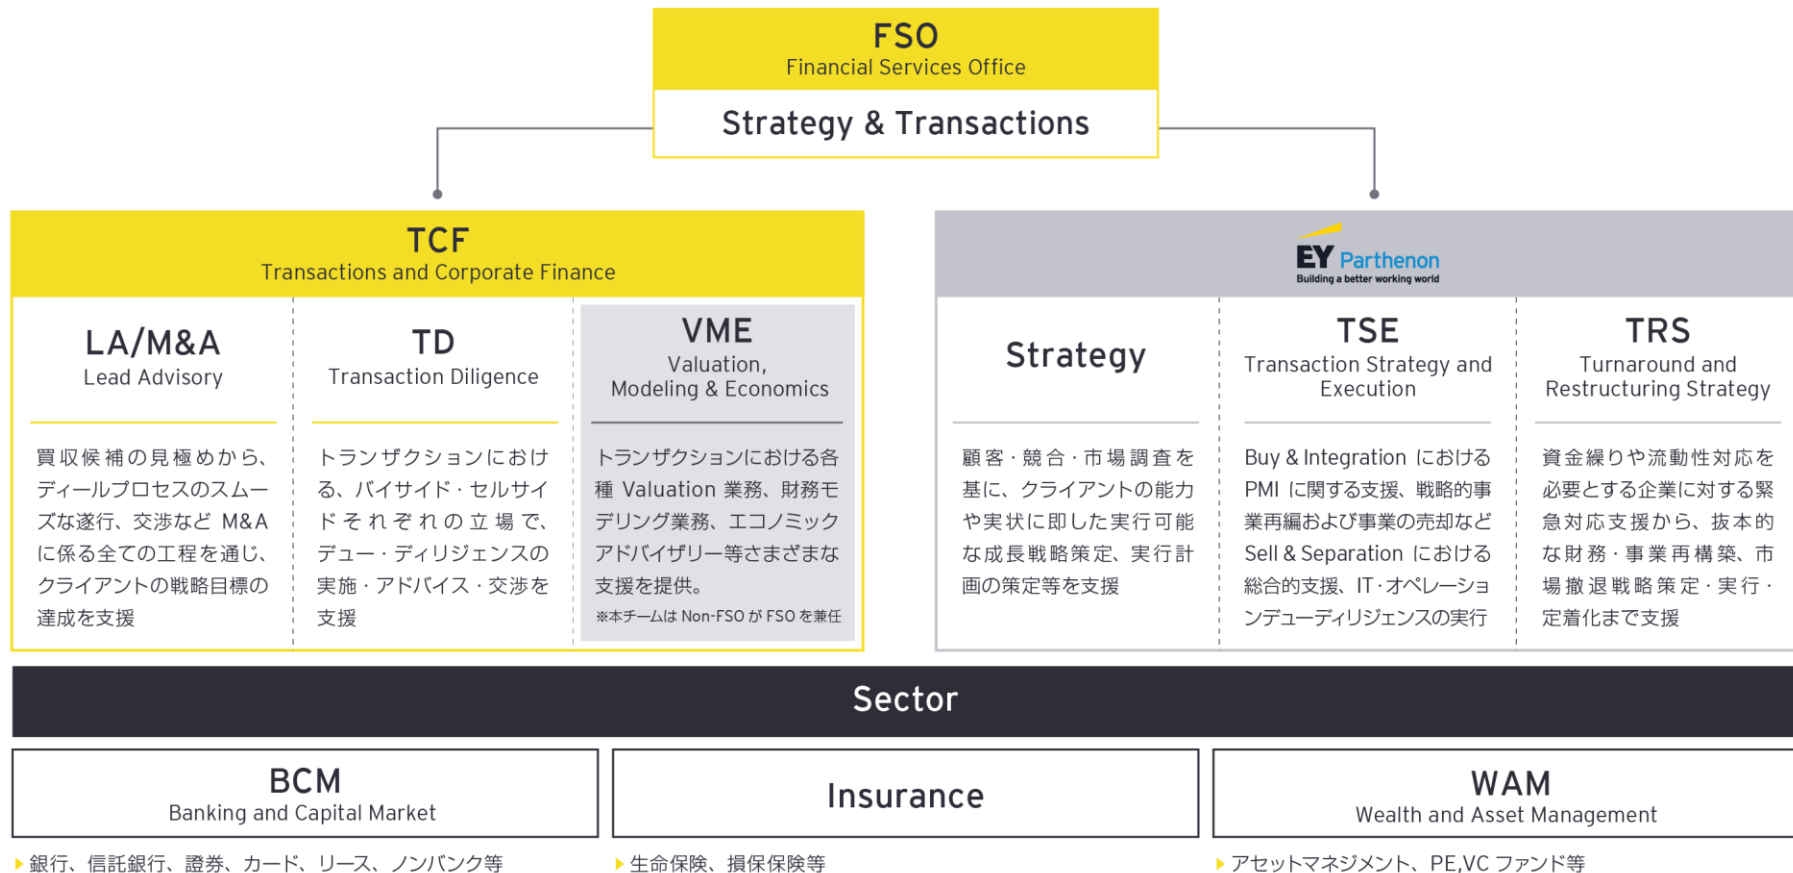 FSO
Financial Services Office
Strategy & Transactions
TCF
Transactions and Corporate Finance
LA/M&A
Lead Advisory
買収候補の見極めから、
ディールプロセスのスムー
ズな遂行、交渉など M&A
に係る全ての工程を通じ、
クライアントの戦略目標の
達成を支援
TD
Transaction Diligence
トランザクションにおけ
る、バイサイド・セルサイ
ドそれぞれの立場で、
デュー・ディリジェンスの
実施・アドバイス・交渉を
支援
VME
Valuation,
Modeling & Economics
トランザクションにおける各
種 Valuation 業務、財務モ
デリング業務、エコノミック
アドバイザリー等さまざまな
支援を提供。
※本チームは Non-FSO が FSO を兼任
EY Parthenon
Building a better working world
Strategy
顧客・競合・市場調査を
基に、クライアントの能力
や実状に即した実行可能
な成長戦略策定、実行計
画の策定等を支援
TSE
Transaction Strategy and
Execution
Buy & Integration における
PMI に関する支援、戦略的事
業再編および事業の売却など
Sell & Separation における
総合的支援、IT・オペレーショ
ンデューディリジェンスの実行
TRS
Turnaround and
Restructuring Strategy
資金繰りや流動性対応を
必要とする企業に対する緊
急対応支援から、抜本的
な財務・事業再構築、市
場撤退戦略策定・実行・
定着化まで支援
Sector
BCM
Banking and Capital Market
銀行、信託銀行、證券、カード、リース、ノンバンク等
Insurance
生命保険、損保保険等
WAM
Wealth and Asset Management
アセットマネジメント、PE,VC ファンド等